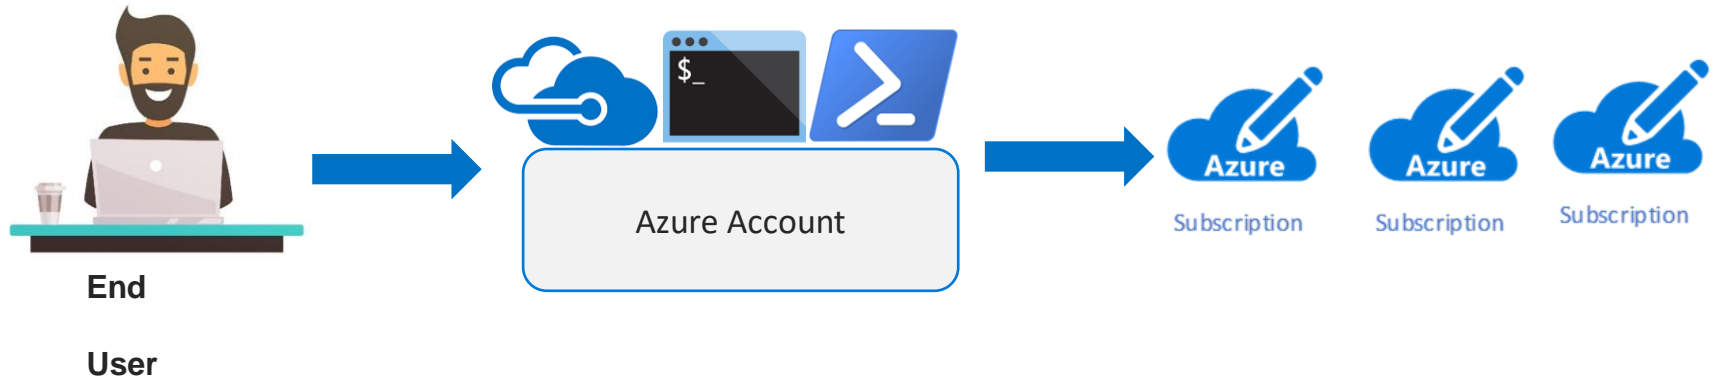 $_
Azure Account
Azure
Subscription
Azure
Subscription
Azure
Subscription
End
User